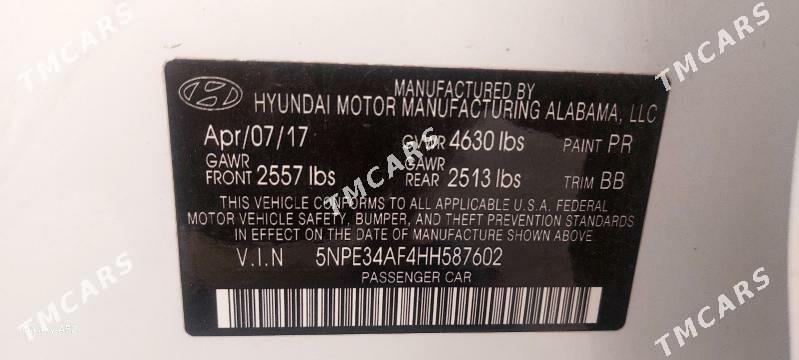 MANUFACTURED BY
HYUNDAI MOTOR MANUFACTURING ALABAMA, LLC
Apr/07/17 GVWR 4630 lbs PAINT PR
GAWR FRONT 2557 lbs GAWR REAR 2513 lbs TRIM BB
THIS VEHICLE CONFORMS TO ALL APPLICABLE U.S.A. FEDERAL
MOTOR VEHICLE SAFETY, BUMPER, AND THEFT PREVENTION STANDARDS
IN EFFECT ON THE DATE OF MANUFACTURE SHOWN ABOVE.
V.I.N 5NPE34AF4HH587602
PASSENGER CAR
TMCARS
TMCARS
TMCARS
TMCARS
TMCARS